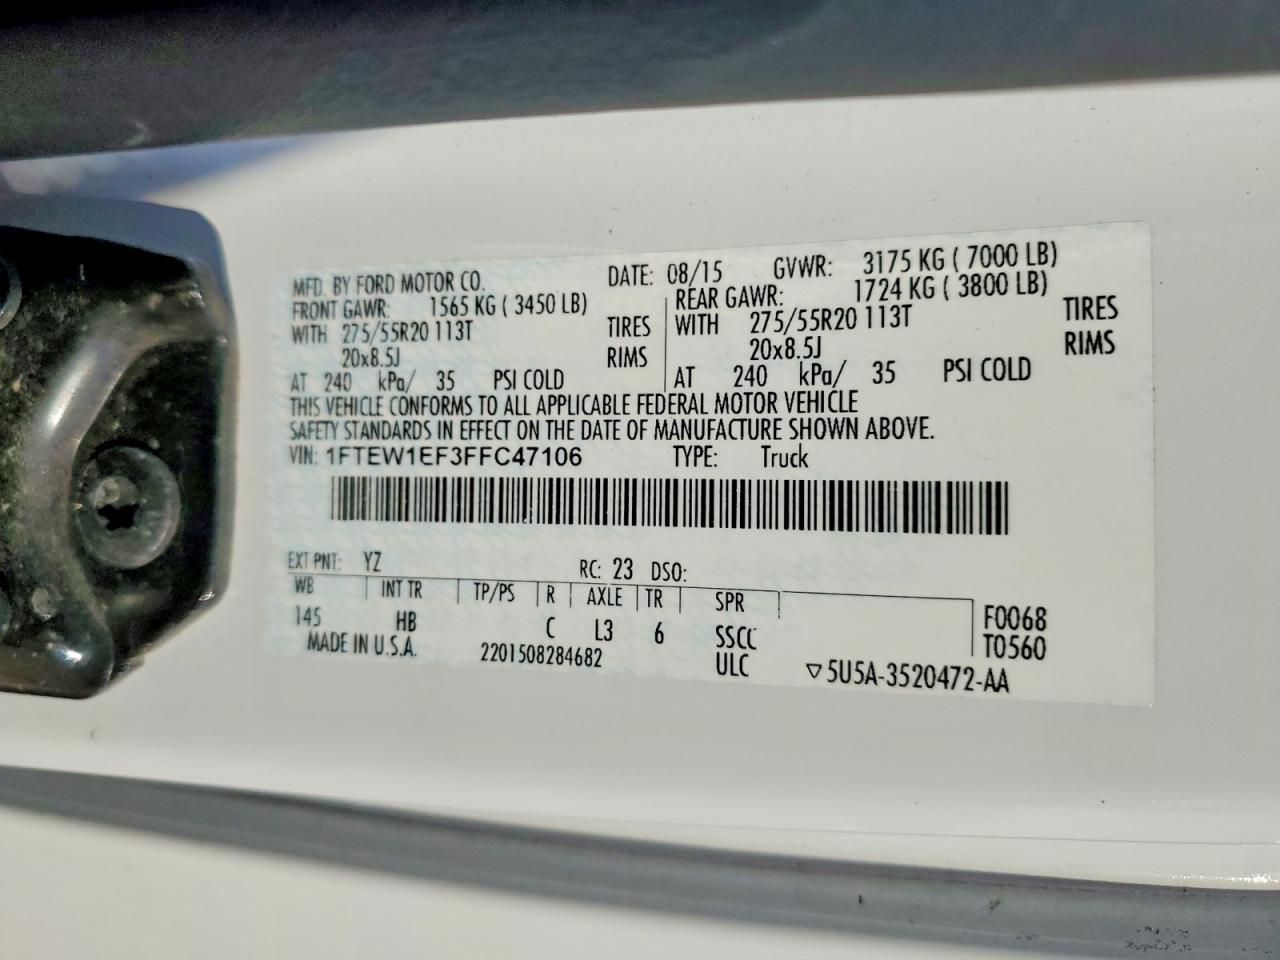 MFD. BY FORD MOTOR CO. DATE: 08/15 GVWR: 3175 KG ( 7000 LB)
FRONT GAWR: 1565 KG ( 3450 LB) REAR GAWR: 1724 KG ( 3800 LB)
WITH 275/55R20 113T TIRES WITH 275/55R20 113T TIRES
20x8.5J RIMS 20x8.5J RIMS
AT 240 kPa/ 35 PSI COLD AT 240 kPa/ 35 PSI COLD
THIS VEHICLE CONFORMS TO ALL APPLICABLE FEDERAL MOTOR VEHICLE
SAFETY STANDARDS IN EFFECT ON THE DATE OF MANUFACTURE SHOWN ABOVE.
VIN: 1FTEW1EF3FFC47106 TYPE: Truck
EXT PNT: YZ RC: 23 DSO:
WB INT TR TP/PS R AXLE TR SPR
145 HB C L3 6 SSCC F0068
MADE IN U.S.A. 2201508284682 ULC T0560
▽5U5A-3520472-AA